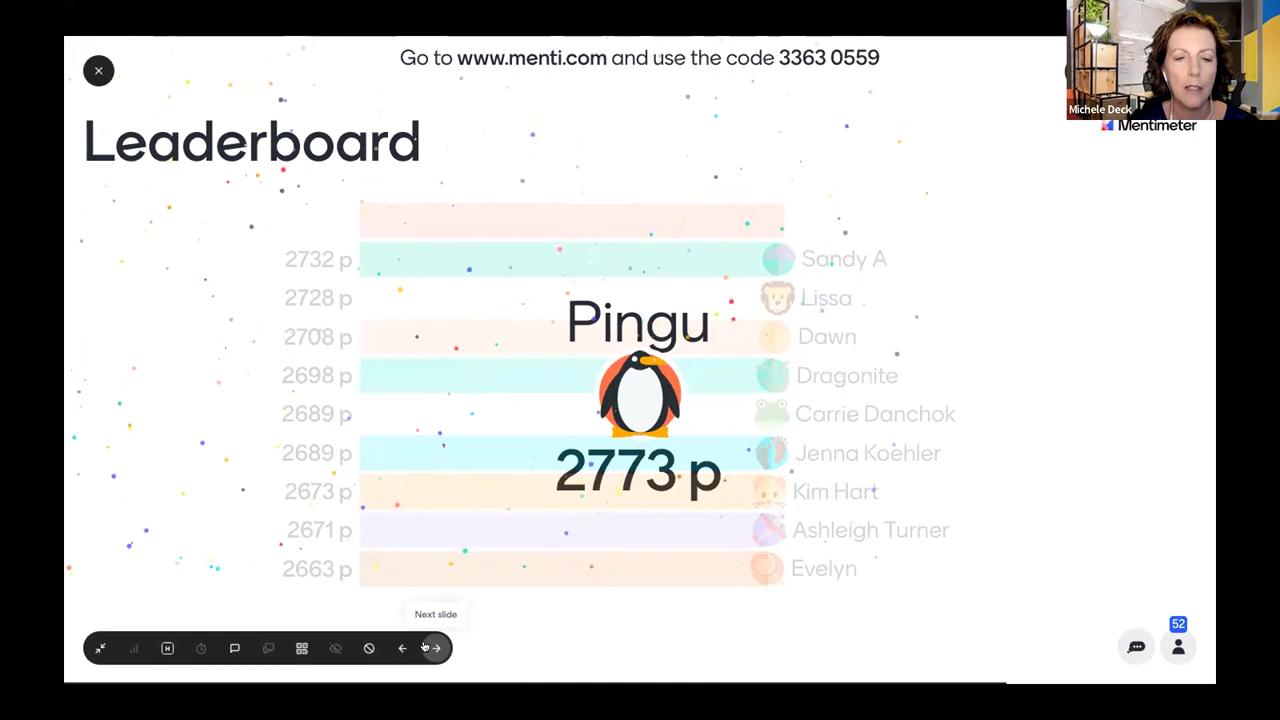 Go to www.menti.com and use the code 3363 0559
Michele Deck
Mentimeter
Leaderboard
2732 p Sandy A
2728 p Lissa
Pingu
2708 p Dawn
2698 p Dragonite
2689 p Carrie Danchok
2689 p Jenna Koehler
2773 p
2673 p Kim Hart
2671 p Ashleigh Turner
2663 p Evelyn
Next slide
H
52